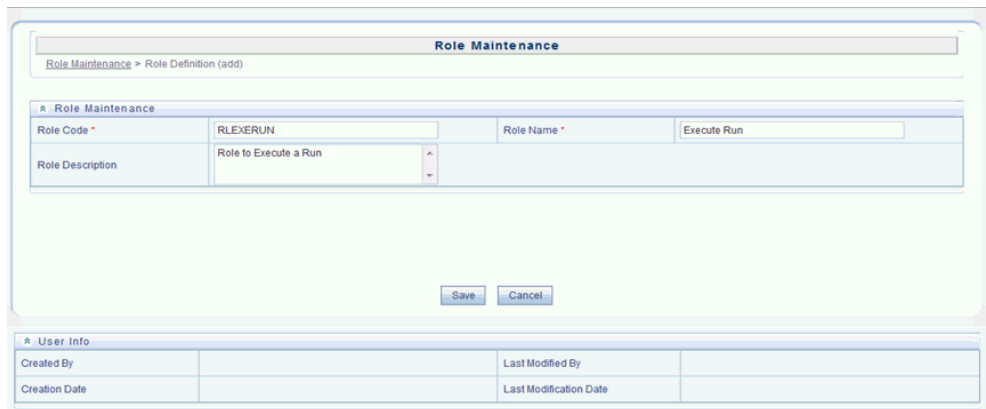 Role Maintenance
Role Maintenance > Role Definition (add)
Role Maintenance
Role Code * RLEXERUN Role Name * Execute Run
Role Description Role to Execute a Run
Save Cancel
User Info
Created By Last Modified By
Creation Date Last Modification Date